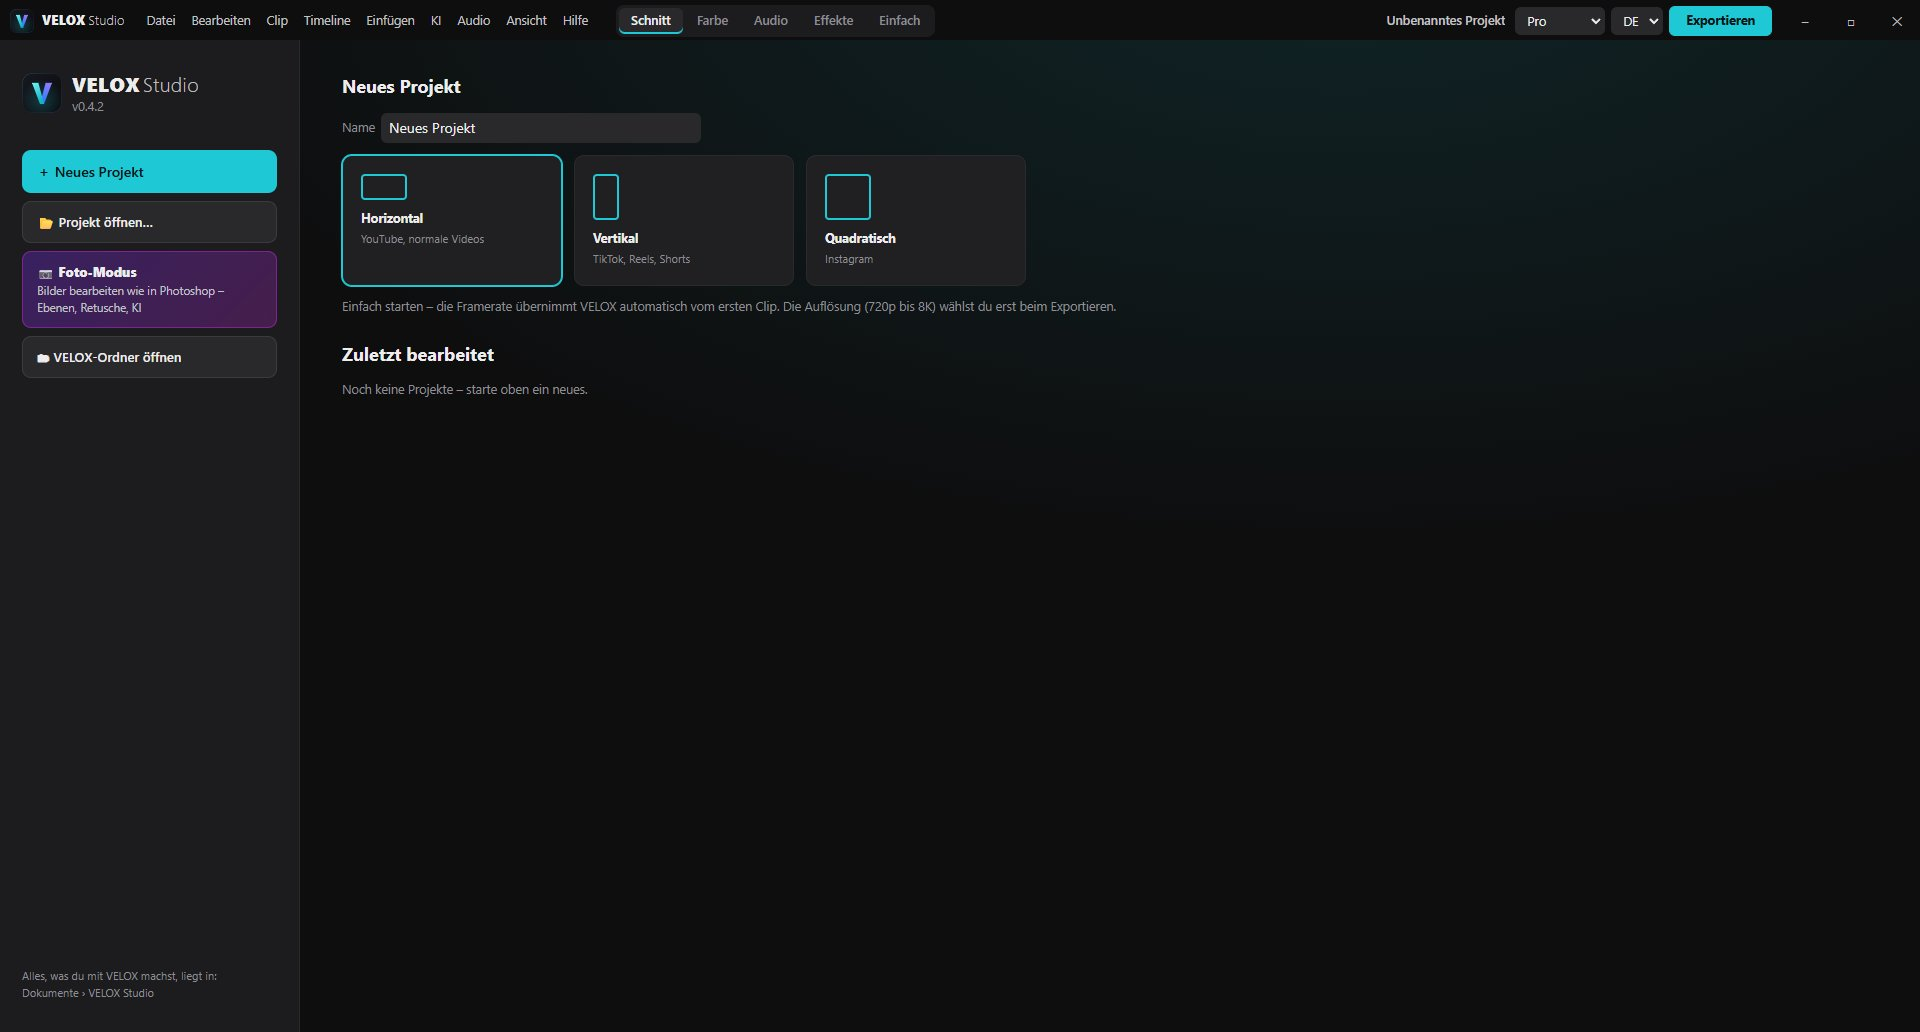 VELOX Studio Datei Bearbeiten Clip Timeline Einfügen KI Audio Ansicht Hilfe Schnitt Farbe Audio Effekte Einfach Unbenanntes Projekt Pro DE Exportieren
VELOX Studio
v0.4.2
+ Neues Projekt
Projekt öffnen...
Foto-Modus
Bilder bearbeiten wie in Photoshop –
Ebenen, Retusche, KI
VELOX-Ordner öffnen
Alles, was du mit VELOX machst, liegt in:
Dokumente › VELOX Studio
Neues Projekt
Name Neues Projekt
Horizontal
YouTube, normale Videos
Vertikal
TikTok, Reels, Shorts
Quadratisch
Instagram
Einfach starten – die Framerate übernimmt VELOX automatisch vom ersten Clip. Die Auflösung (720p bis 8K) wählst du erst beim Exportieren.
Zuletzt bearbeitet
Noch keine Projekte – starte oben ein neues.